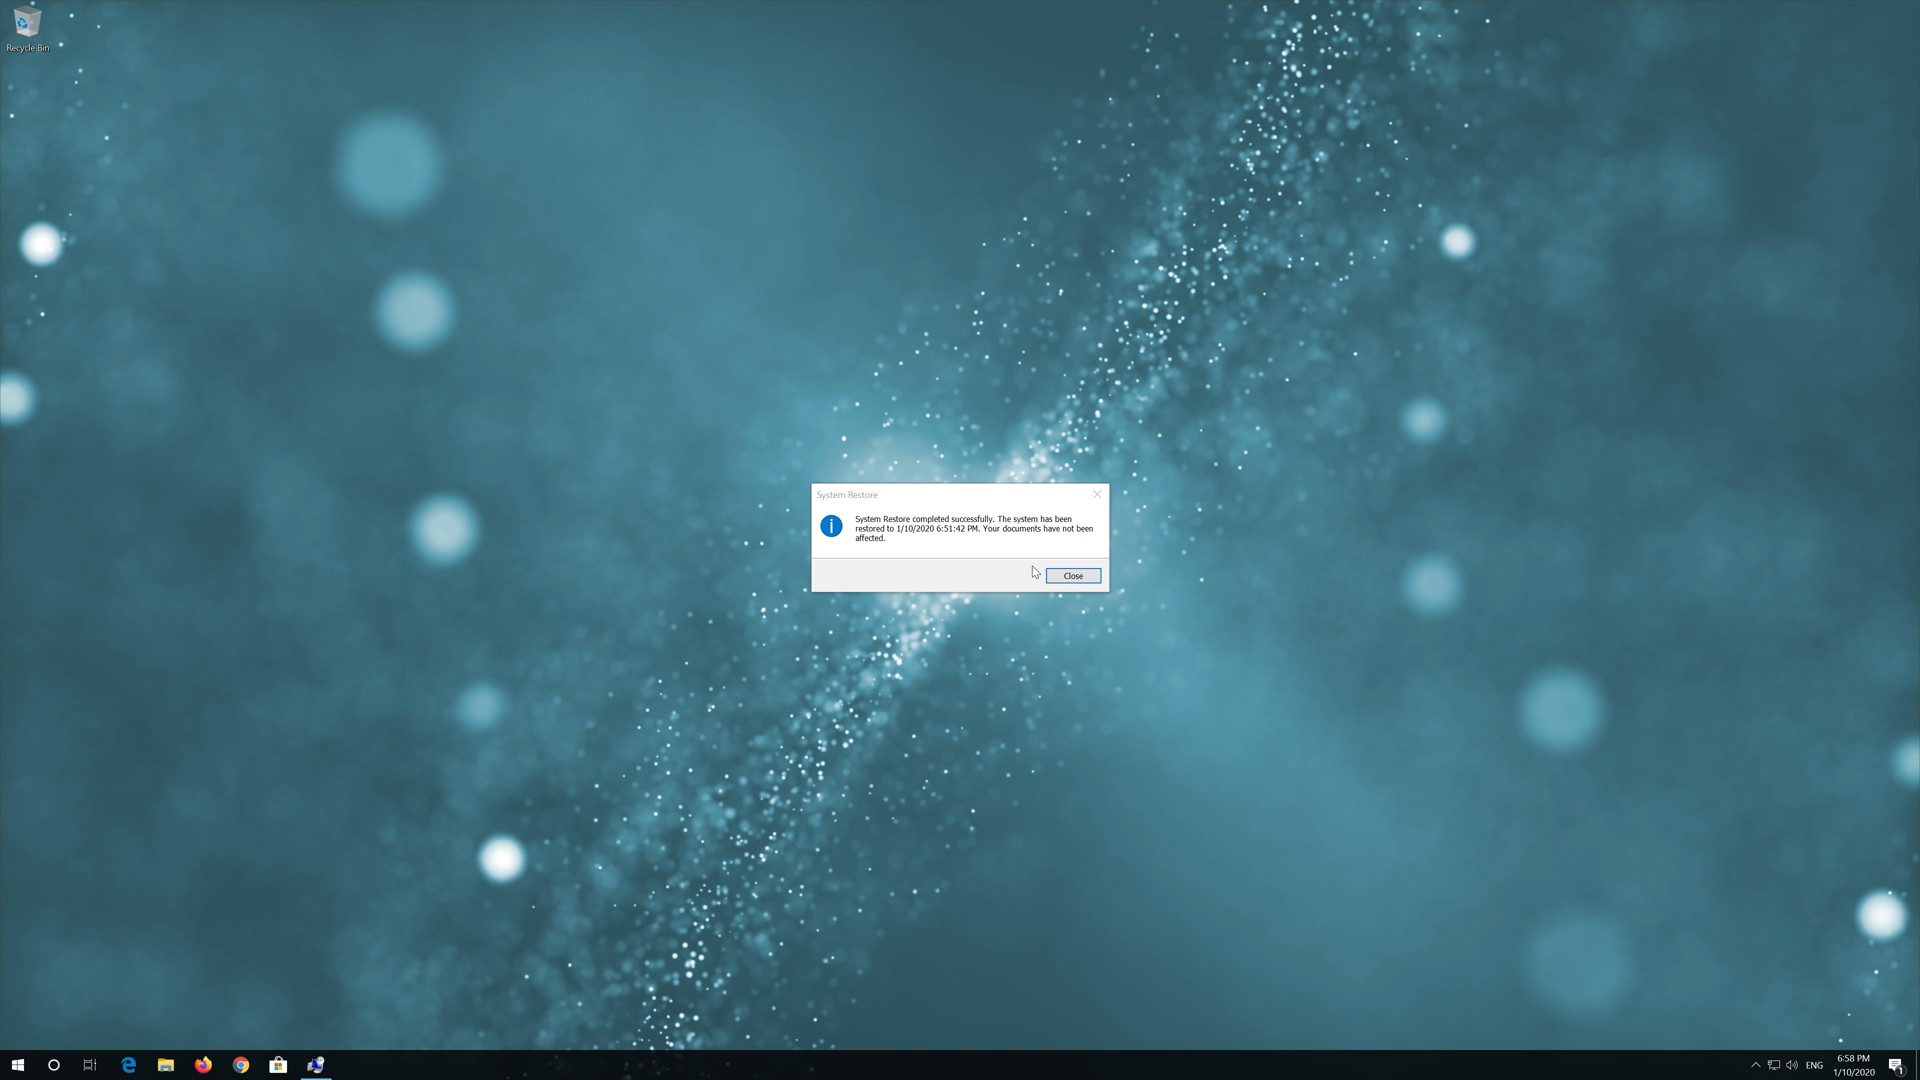 Recycle Bin
System Restore
System Restore completed successfully. The system has been
restored to 1/10/2020 6:51:42 PM. Your documents have not been
affected.
Close
ENG
6:58 PM
1/10/2020
1